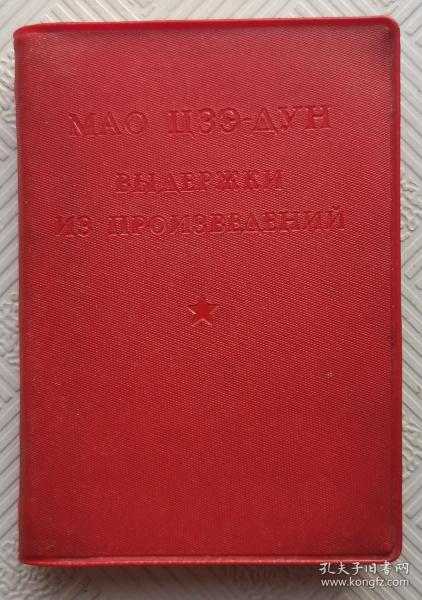 МАО ЦЗЭ-ДУН
ВЫДЕРЖКИ
ИЗ ПРОИЗВЕДЕНИЙ
孔夫子旧书网
www.kongfz.com